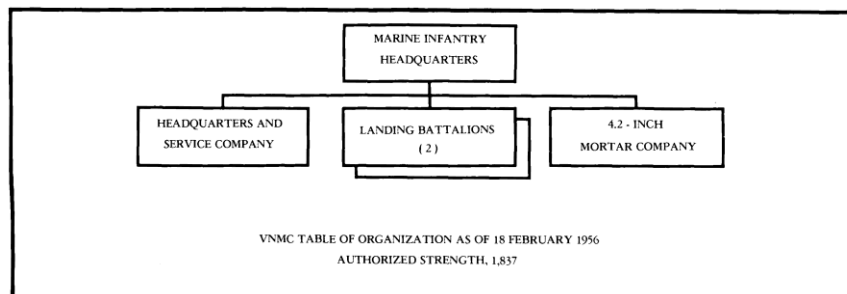 MARINE INFANTRY
HEADQUARTERS
HEADQUARTERS AND
SERVICE COMPANY
LANDING BATTALIONS
( 2 )
4.2 - INCH
MORTAR COMPANY
VNMC TABLE OF ORGANIZATION AS OF 18 FEBRUARY 1956
AUTHORIZED STRENGTH, 1,837